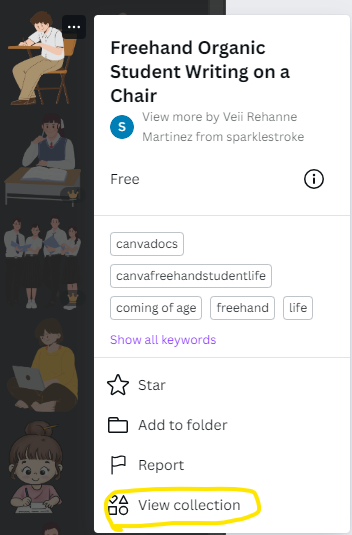 Freehand Organic
Student Writing on a
Chair
S
View more by Veii Rehanne
Martinez from sparklestroke
Free
canvadocs
canvafreehandstudentlife
coming of age
freehand
life
Show all keywords
Star
Add to folder
Report
View collection